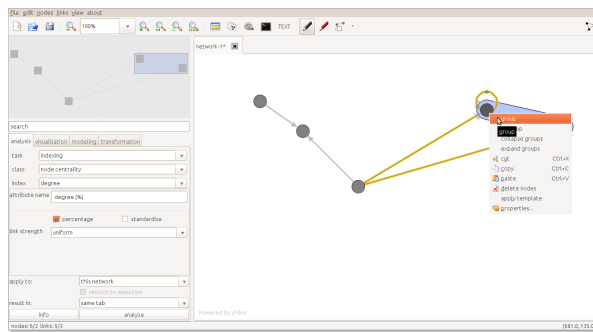 file edit nodes links view about
100%
TEXT
network-1*
search
analysis visualization modeling transformation
task indexing
class node centrality
index degree
attribute name degree (%)
percentage standardize
link strength uniform
apply to: this network
restrict to selection
result in: same tab
info analyze
nodes: 6/2 links: 5/3
group
group
collapse groups
expand groups
cut Ctrl+X
copy Ctrl+C
paste Ctrl+V
delete nodes
apply template
properties...
Powered by yFiles